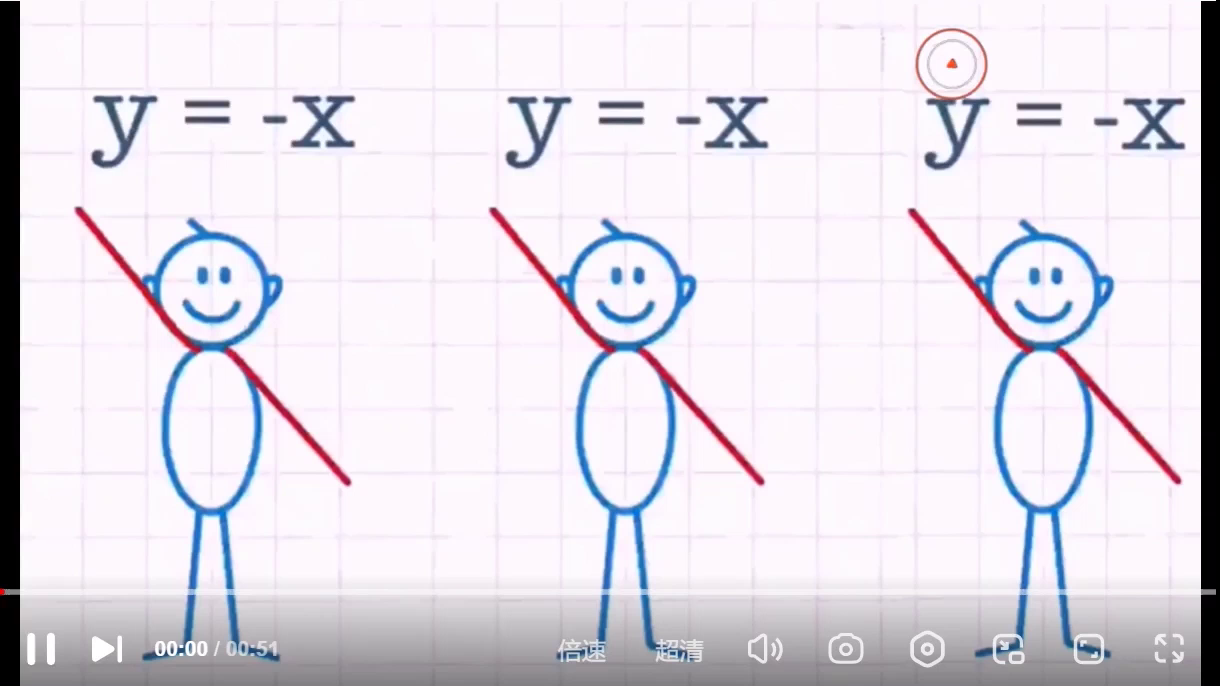 y = -x y = -x y = -x
00:00 / 00:51 倍速 超清